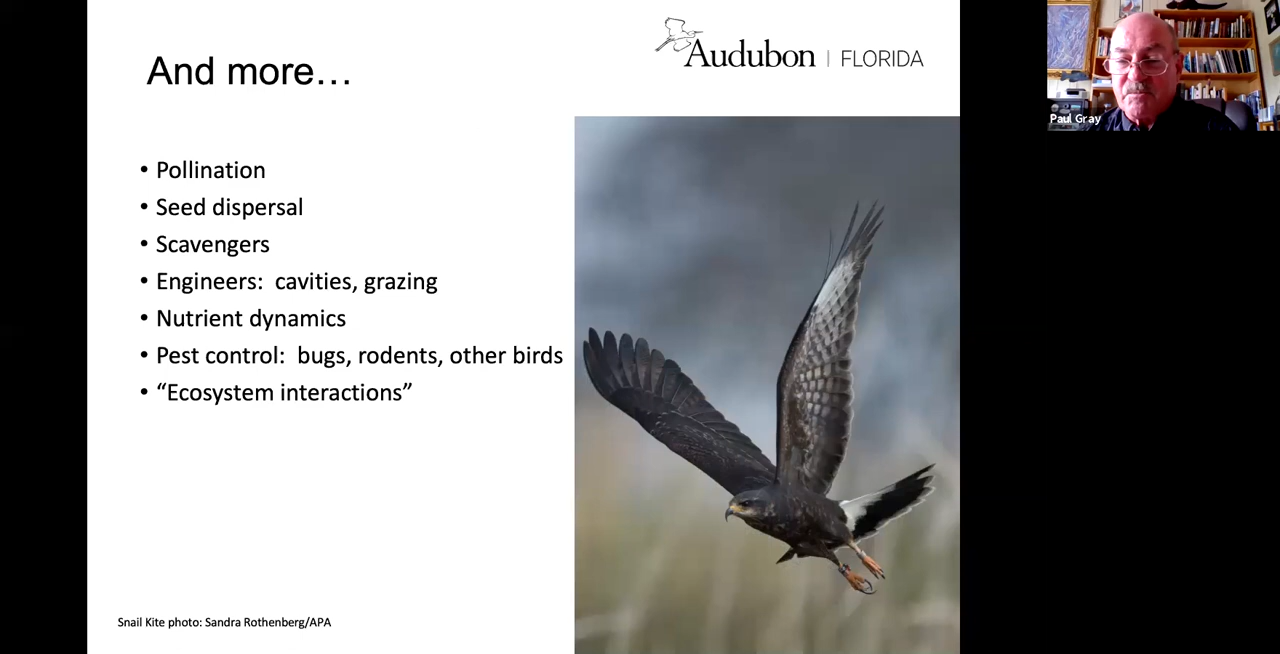 And more…
Audubon | FLORIDA
• Pollination
• Seed dispersal
• Scavengers
• Engineers:  cavities, grazing
• Nutrient dynamics
• Pest control:  bugs, rodents, other birds
• “Ecosystem interactions”
Snail Kite photo: Sandra Rothenberg/APA
Paul Gray